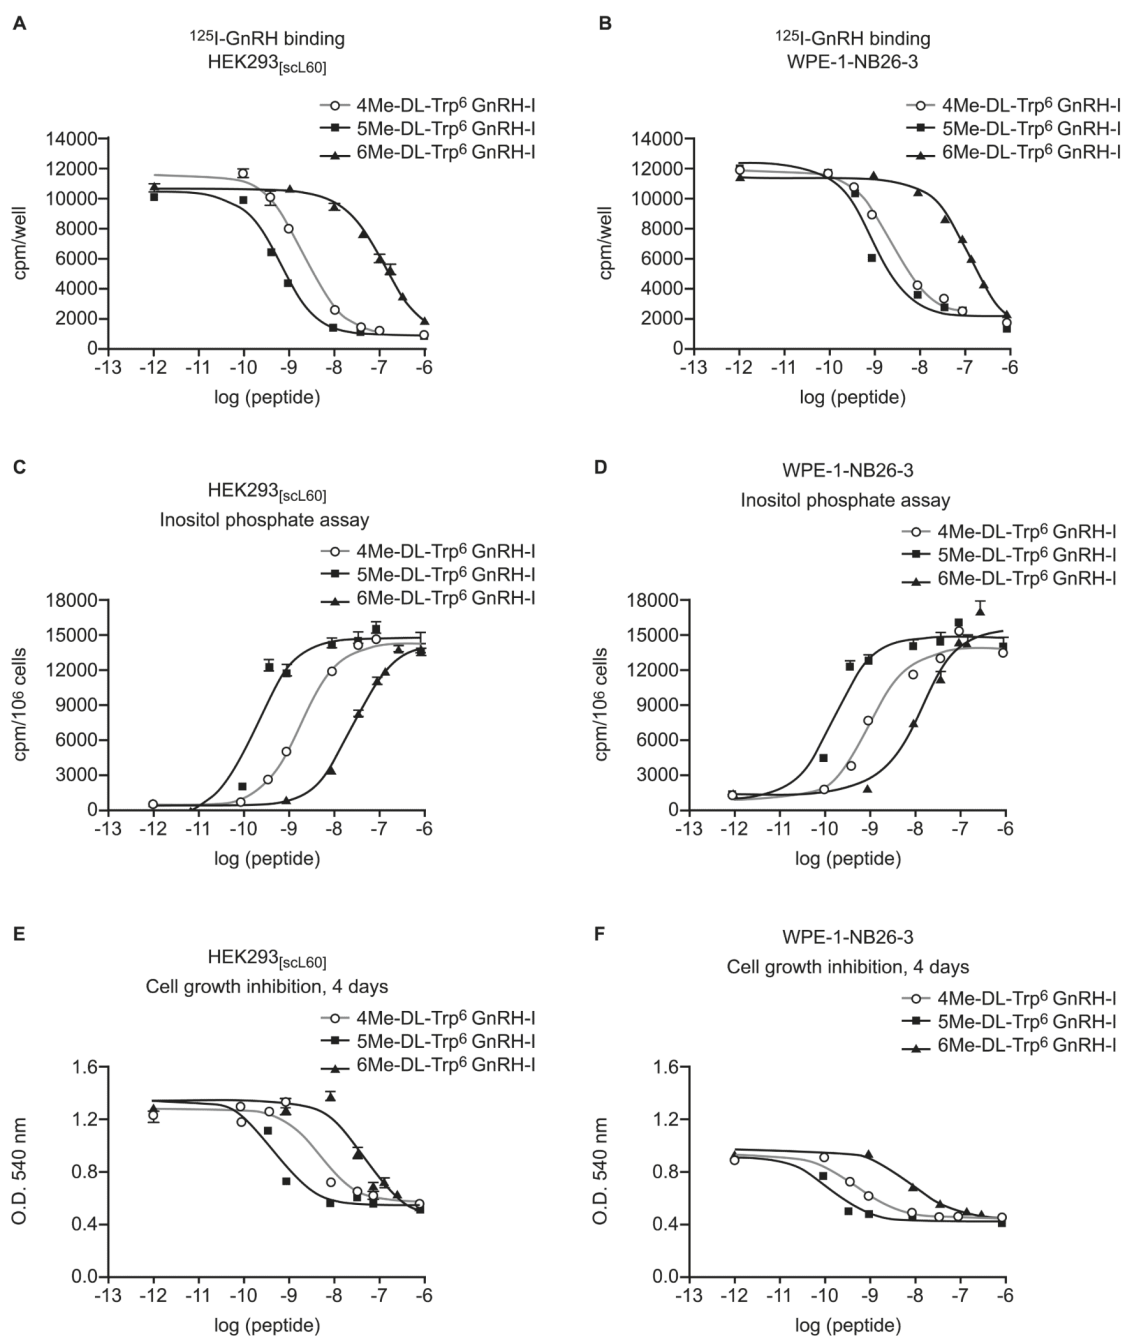 A
¹²⁵I-GnRH binding
HEK293[scL60]
4Me-DL-Trp⁶ GnRH-I
5Me-DL-Trp⁶ GnRH-I
6Me-DL-Trp⁶ GnRH-I
14000
12000
10000
8000
6000
4000
2000
0
cpm/well
-13 -12 -11 -10 -9 -8 -7 -6
log (peptide)
B
¹²⁵I-GnRH binding
WPE-1-NB26-3
4Me-DL-Trp⁶ GnRH-I
5Me-DL-Trp⁶ GnRH-I
6Me-DL-Trp⁶ GnRH-I
14000
12000
10000
8000
6000
4000
2000
0
cpm/well
-13 -12 -11 -10 -9 -8 -7 -6
log (peptide)
C
HEK293[scL60]
Inositol phosphate assay
4Me-DL-Trp⁶ GnRH-I
5Me-DL-Trp⁶ GnRH-I
6Me-DL-Trp⁶ GnRH-I
18000
15000
12000
9000
6000
3000
0
cpm/10⁶ cells
-13 -12 -11 -10 -9 -8 -7 -6
log (peptide)
D
WPE-1-NB26-3
Inositol phosphate assay
4Me-DL-Trp⁶ GnRH-I
5Me-DL-Trp⁶ GnRH-I
6Me-DL-Trp⁶ GnRH-I
18000
15000
12000
9000
6000
3000
0
cpm/10⁶ cells
-13 -12 -11 -10 -9 -8 -7 -6
log (peptide)
E
HEK293[scL60]
Cell growth inhibition, 4 days
4Me-DL-Trp⁶ GnRH-I
5Me-DL-Trp⁶ GnRH-I
6Me-DL-Trp⁶ GnRH-I
1.6
1.2
0.8
0.4
0.0
O.D. 540 nm
-13 -12 -11 -10 -9 -8 -7 -6
log (peptide)
F
WPE-1-NB26-3
Cell growth inhibition, 4 days
4Me-DL-Trp⁶ GnRH-I
5Me-DL-Trp⁶ GnRH-I
6Me-DL-Trp⁶ GnRH-I
1.6
1.2
0.8
0.4
0.0
O.D. 540 nm
-13 -12 -11 -10 -9 -8 -7 -6
log (peptide)